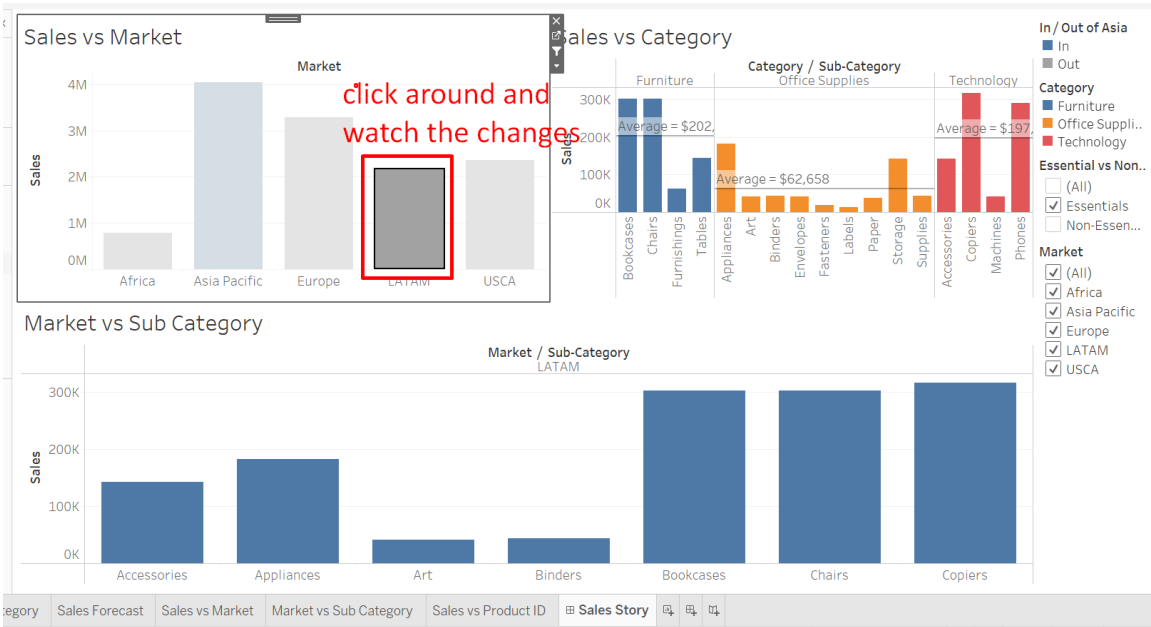 Sales vs Market
Market
4M
3M
2M
1M
0M
Sales
Africa
Asia Pacific
Europe
LATAM
USCA
click around and
watch the changes
Sales vs Category
Category / Sub-Category
Furniture
Office Supplies
Technology
300K
200K
100K
0K
Sales
Average = $202,
Average = $62,658
Average = $197,
Bookcases
Chairs
Furnishings
Tables
Appliances
Art
Binders
Envelopes
Fasteners
Labels
Paper
Storage
Supplies
Accessories
Copiers
Machines
Phones
In / Out of Asia
In
Out
Category
Furniture
Office Suppli..
Technology
Essential vs Non..
(All)
Essentials
Non-Essen...
Market
(All)
Africa
Asia Pacific
Europe
LATAM
USCA
Market vs Sub Category
Market / Sub-Category
LATAM
300K
200K
100K
0K
Sales
Accessories
Appliances
Art
Binders
Bookcases
Chairs
Copiers
tegory
Sales Forecast
Sales vs Market
Market vs Sub Category
Sales vs Product ID
Sales Story